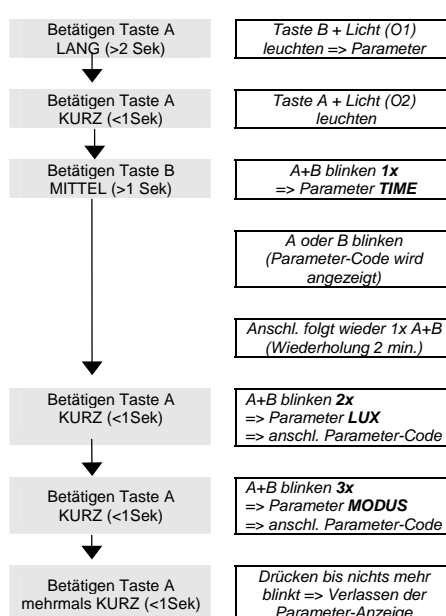 Betätigen Taste A
LANG (>2 Sek)
Taste B + Licht (O1)
leuchten => Parameter
Betätigen Taste A
KURZ (<1Sek)
Taste A + Licht (O2)
leuchten
Betätigen Taste B
MITTEL (>1 Sek)
A+B blinken 1x
=> Parameter TIME
A oder B blinken
(Parameter-Code wird
angezeigt)
Anschl. folgt wieder 1x A+B
(Wiederholung 2 min.)
Betätigen Taste A
KURZ (<1Sek)
A+B blinken 2x
=> Parameter LUX
=> anschl. Parameter-Code
Betätigen Taste A
KURZ (<1Sek)
A+B blinken 3x
=> Parameter MODUS
=> anschl. Parameter-Code
Betätigen Taste A
mehrmals KURZ (<1Sek)
Drücken bis nichts mehr
blinkt => Verlassen der
Parameter-Anzeige